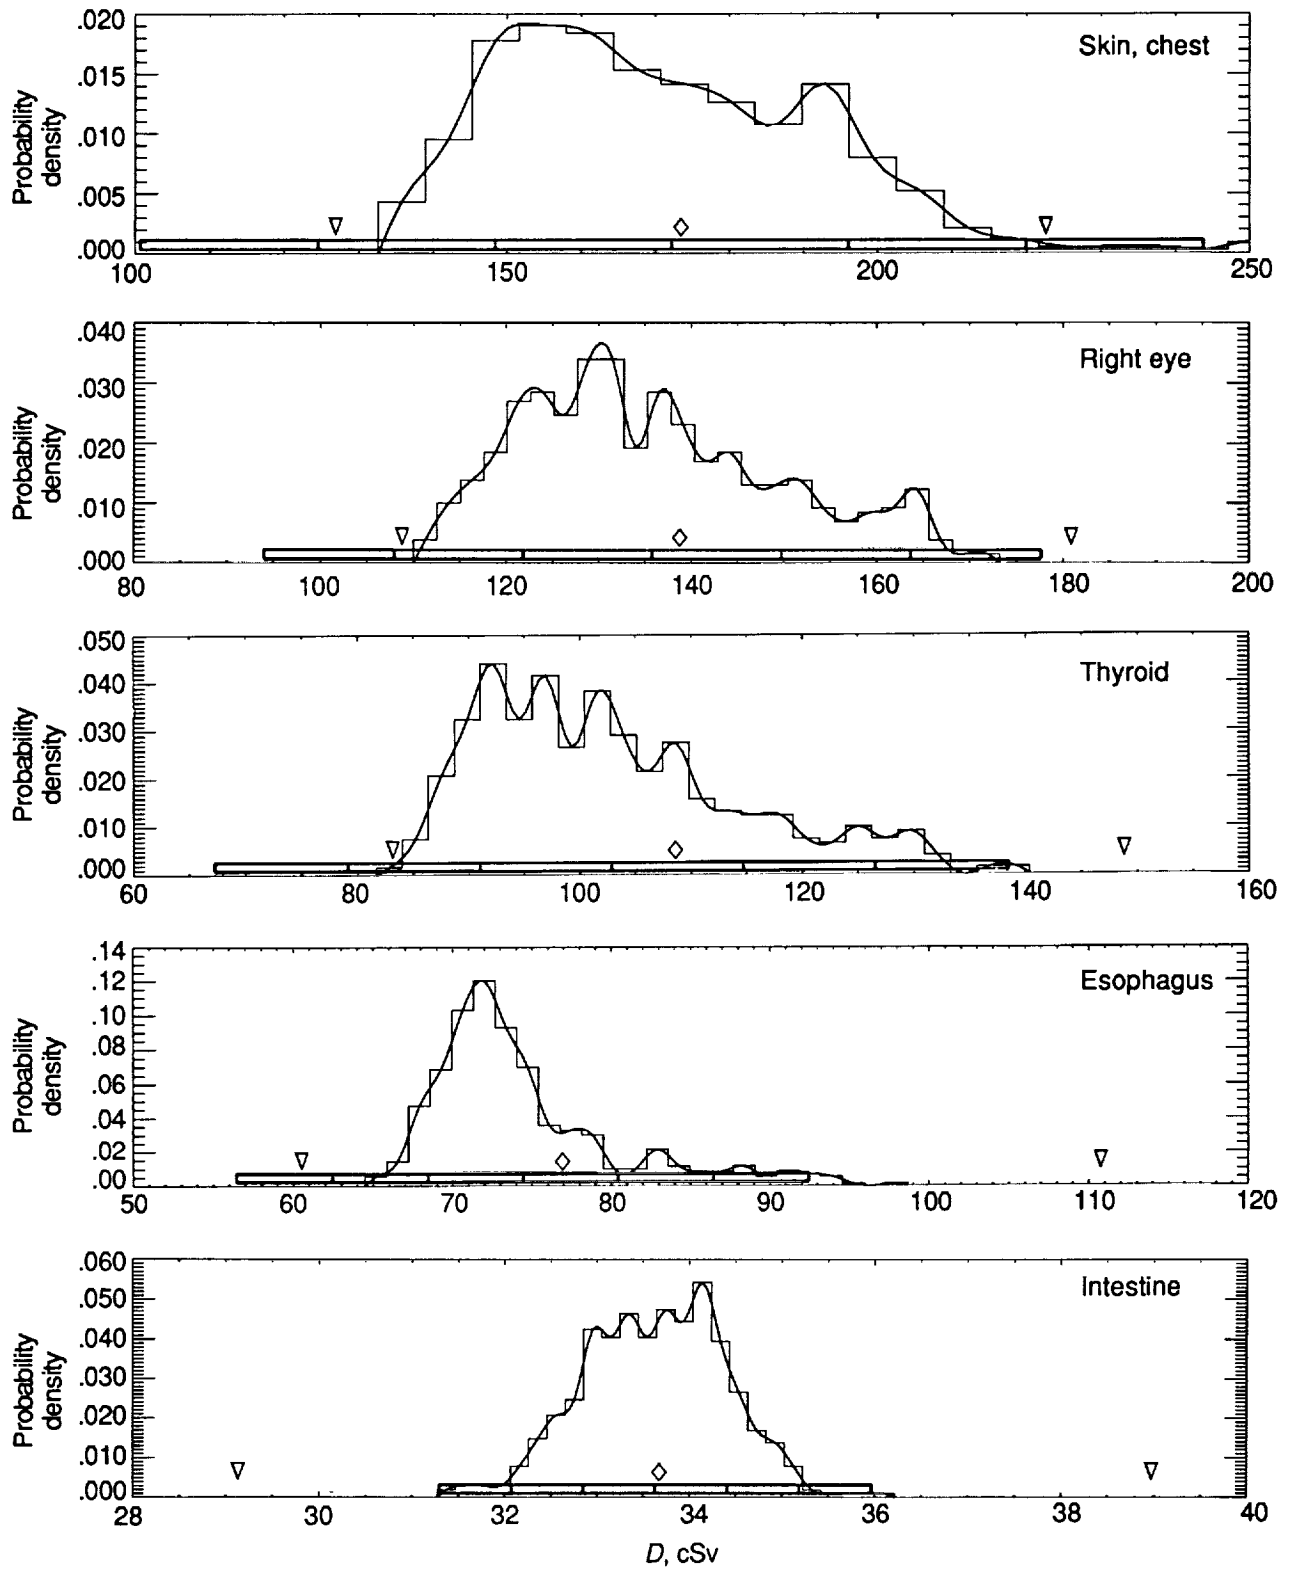 .020
.015
.010
.005
.000
Probability
density
Skin, chest
100 150 200 250
.040
.030
.020
.010
.000
Probability
density
Right eye
80 100 120 140 160 180 200
.050
.040
.030
.020
.010
.000
Probability
density
Thyroid
60 80 100 120 140 160
.14
.12
.10
.08
.06
.04
.02
.00
Probability
density
Esophagus
50 60 70 80 90 100 110 120
.060
.050
.040
.030
.020
.010
.000
Probability
density
Intestine
28 30 32 34 36 38 40
D, cSv